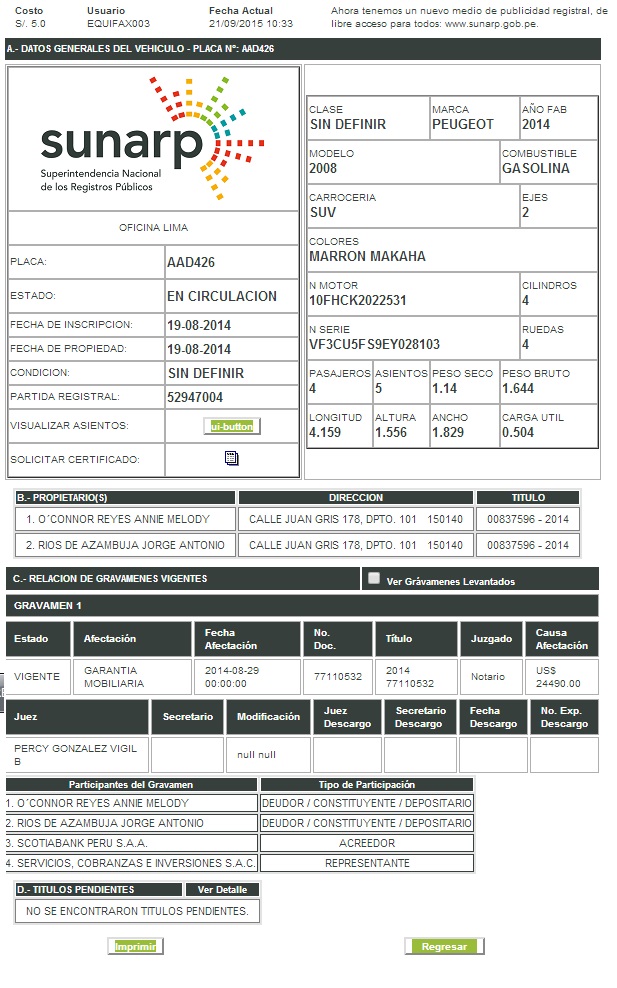 Costo Usuario Fecha Actual Ahora tenemos un nuevo medio de publicidad registral, de
S/. 5.0 EQUIFAX003 21/09/2015 10:33 libre acceso para todos: www.sunarp.gob.pe.
A.- DATOS GENERALES DEL VEHICULO - PLACA Nº: AAD426
sunarp
Superintendencia Nacional
de los Registros Públicos
OFICINA LIMA
PLACA: AAD426
ESTADO: EN CIRCULACION
FECHA DE INSCRIPCION: 19-08-2014
FECHA DE PROPIEDAD: 19-08-2014
CONDICION: SIN DEFINIR
PARTIDA REGISTRAL: 52947004
VISUALIZAR ASIENTOS: ui-button
SOLICITAR CERTIFICADO:
CLASE MARCA AÑO FAB
SIN DEFINIR PEUGEOT 2014
MODELO COMBUSTIBLE
2008 GASOLINA
CARROCERIA EJES
SUV 2
COLORES
MARRON MAKAHA
N MOTOR CILINDROS
10FHCK2022531 4
N SERIE RUEDAS
VF3CU5FS9EY028103 4
PASAJEROS ASIENTOS PESO SECO PESO BRUTO
4 5 1.14 1.644
LONGITUD ALTURA ANCHO CARGA UTIL
4.159 1.556 1.829 0.504
B.- PROPIETARIO(S) DIRECCION TITULO
1. O´CONNOR REYES ANNIE MELODY CALLE JUAN GRIS 178, DPTO. 101 150140 00837596 - 2014
2. RIOS DE AZAMBUJA JORGE ANTONIO CALLE JUAN GRIS 178, DPTO. 101 150140 00837596 - 2014
C.- RELACION DE GRAVAMENES VIGENTES Ver Grávamenes Levantados
GRAVAMEN 1
Estado Afectación Fecha Afectación No. Doc. Título Juzgado Causa Afectación
VIGENTE GARANTIA MOBILIARIA 2014-08-29 00:00:00 77110532 2014 77110532 Notario US$ 24490.00
Juez Secretario Modificación Juez Descargo Secretario Descargo Fecha Descargo No. Exp. Descargo
PERCY GONZALEZ VIGIL B null null
Participantes del Gravamen Tipo de Participación
1. O´CONNOR REYES ANNIE MELODY DEUDOR / CONSTITUYENTE / DEPOSITARIO
2. RIOS DE AZAMBUJA JORGE ANTONIO DEUDOR / CONSTITUYENTE / DEPOSITARIO
3. SCOTIABANK PERU S.A.A. ACREEDOR
4. SERVICIOS, COBRANZAS E INVERSIONES S.A.C. REPRESENTANTE
D.- TITULOS PENDIENTES Ver Detalle
NO SE ENCONTRARON TITULOS PENDIENTES.
Imprimir Regresar